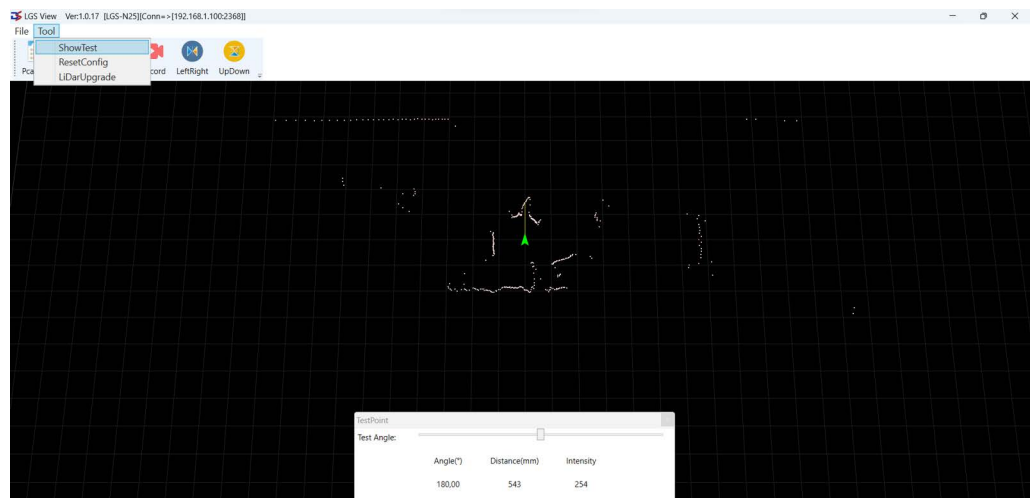 LGS View Ver:1.0.17 [LGS-N25][Conn=>[192.168.1.100:2368]]
File Tool
ShowTest
ResetConfig
LiDarUpgrade
LeftRight UpDown
TestPoint
Test Angle:
Angle(°) Distance(mm) Intensity
180,00 543 254